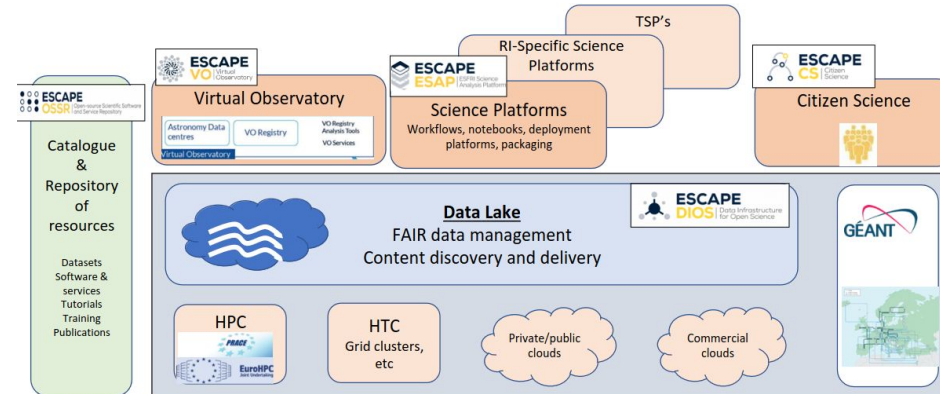 ESCAPE
OSSR
Open-source Scientific Software
and Service Repository
Catalogue
&
Repository
of
resources
Datasets
Software &
services
Tutorials
Training
Publications
ESCAPE
VO
Virtual
Observatory
Virtual Observatory
Astronomy Data
centres
VO Registry
VO Registry
Analysis Tools
VO Services
Virtual Observatory
TSP's
RI-Specific Science
Platforms
ESCAPE
ESAP
ESFRI Science
Analysis Platform
Science Platforms
Workflows, notebooks, deployment
platforms, packaging
ESCAPE
CS
Citizen
Science
Citizen Science
Data Lake
FAIR data management
Content discovery and delivery
ESCAPE
DIOS
Data Infrastructure
for Open Science
GÉANT
HPC
PRACE
EuroHPC
Joint Undertaking
HTC
Grid clusters,
etc
Private/public
clouds
Commercial
clouds